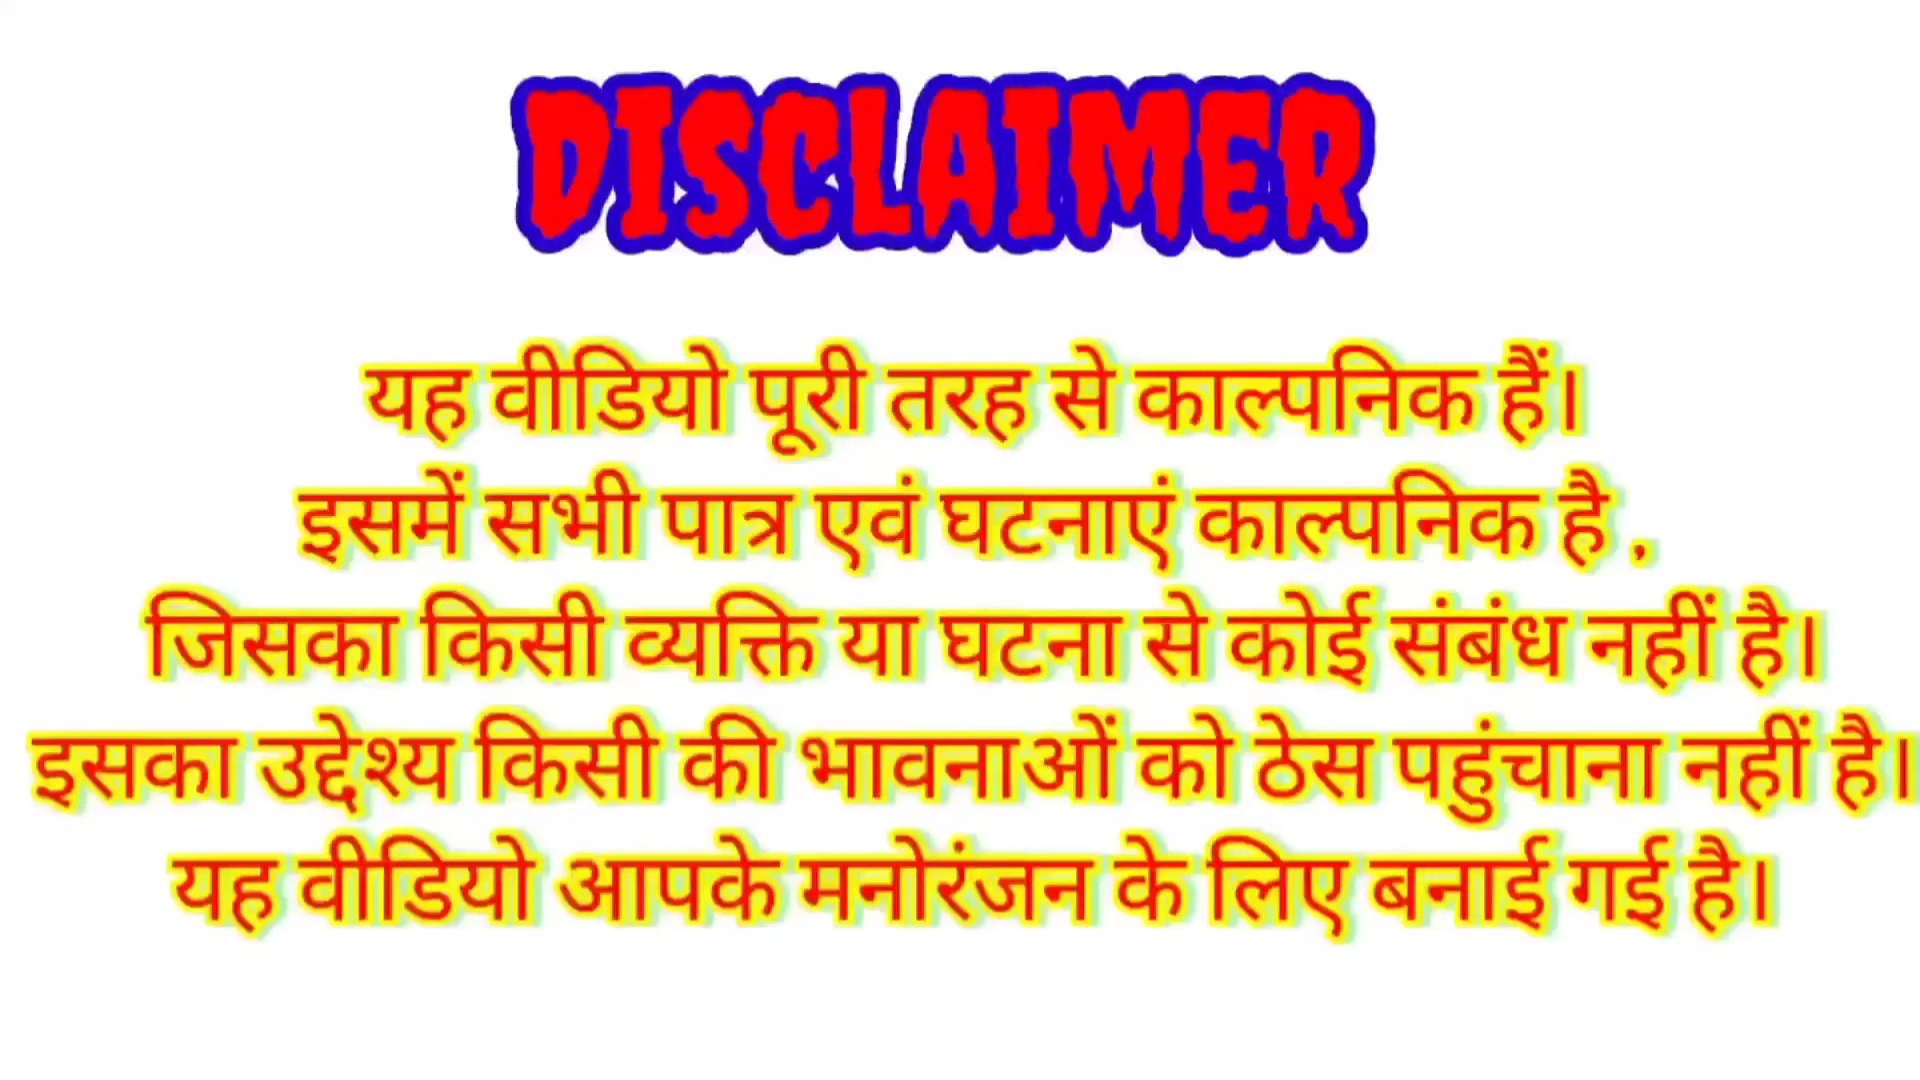 DISCLAIMER
यह वीडियो पूरी तरह से काल्पनिक हैं।
इसमें सभी पात्र एवं घटनाएं काल्पनिक है ,
जिसका किसी व्यक्ति या घटना से कोई संबंध नहीं है।
इसका उद्देश्य किसी की भावनाओं को ठेस पहुंचाना नहीं है।
यह वीडियो आपके मनोरंजन के लिए बनाई गई है।